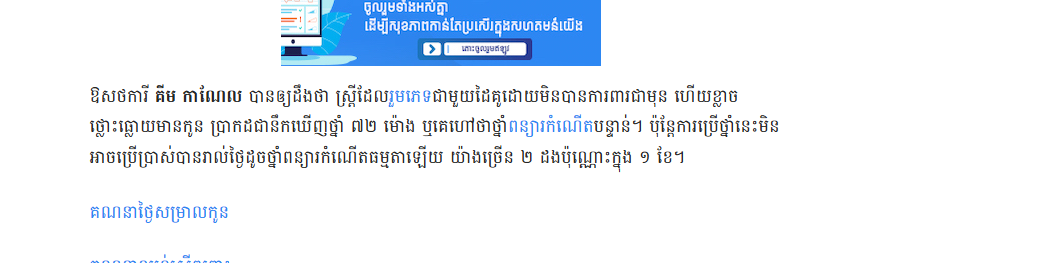 ចូលរួមទាំងអស់គ្នា
ដើម្បីសុខភាពកាន់តែប្រសើរក្នុងសហគមន៍យើង
ចោះចូលរួមឥឡូវ
ឱសថការី គីម កាណែល បានឲ្យដឹងថា ស្ត្រីដែលរួមភេទជាមួយដៃគូដោយមិនបានការពារជាមុន ហើយខ្លាច
ថ្លោះធ្លោយមានកូន ប្រាកដជានឹកឃើញថ្នាំ ៧២ ម៉ោង ឬគេហៅថាថ្នាំពន្យារកំណើតបន្ទាន់។ ប៉ុន្តែការប្រើថ្នាំនេះមិន
អាចប្រើប្រាស់បានរាល់ថ្ងៃដូចថ្នាំពន្យារកំណើតធម្មតាឡើយ យ៉ាងច្រើន ២ ដងប៉ុណ្ណោះក្នុង ១ ខែ។
គណនាថ្ងៃសម្រាលកូន